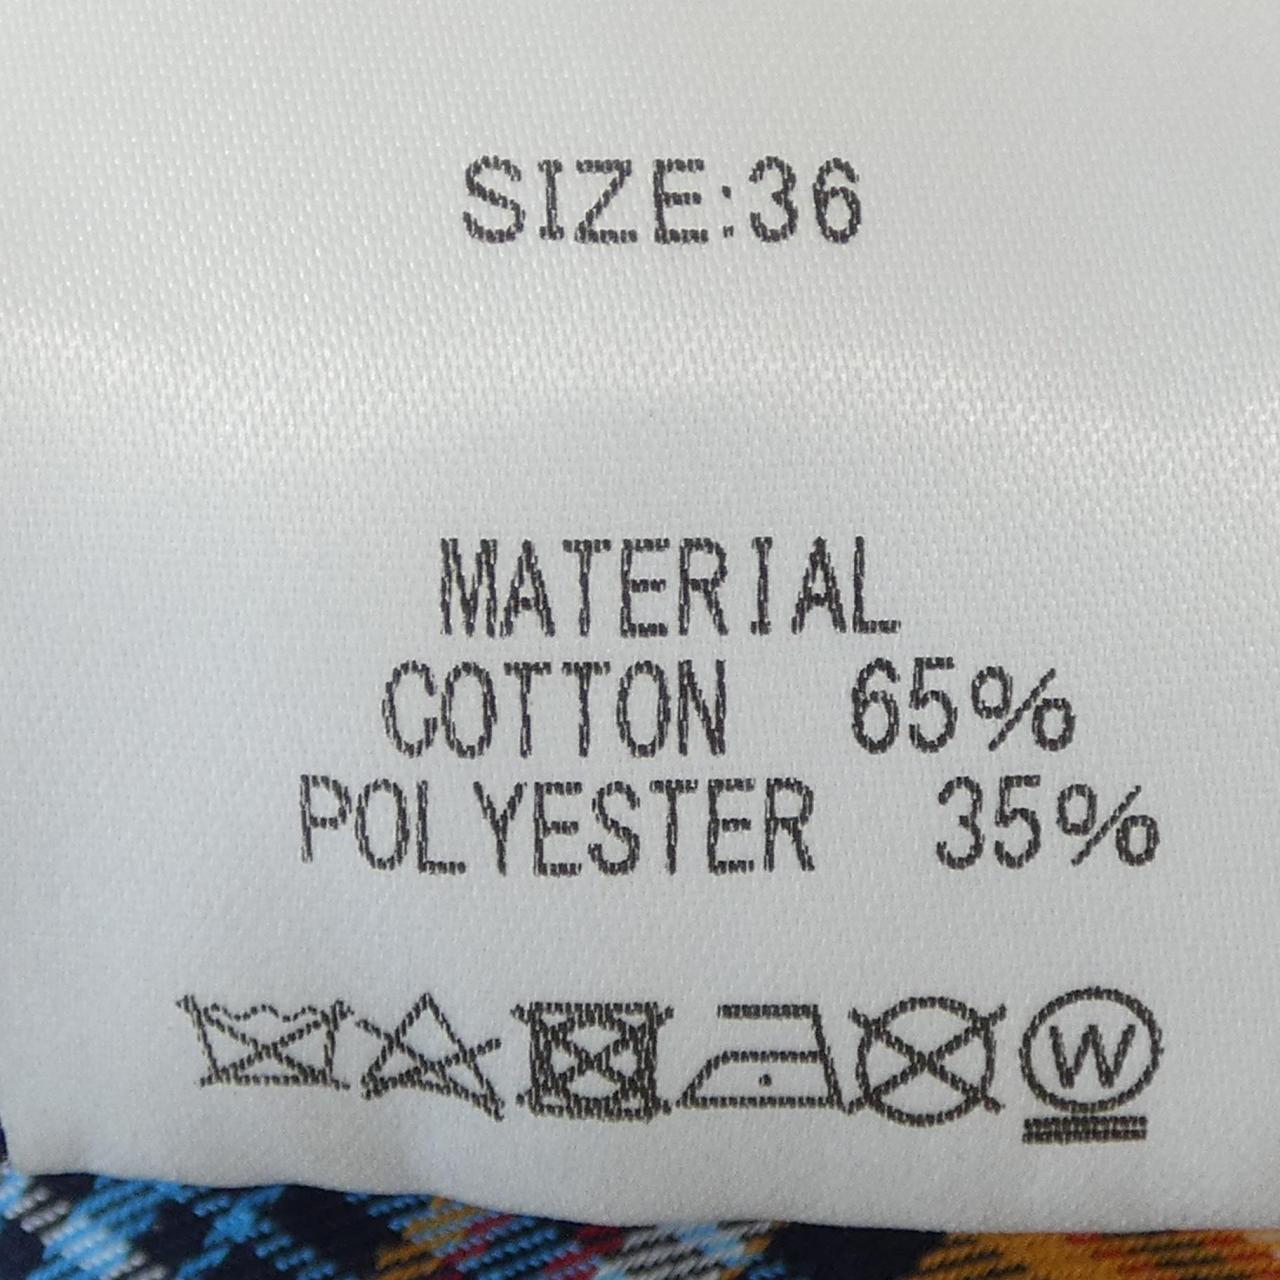 SIZE:36
MATERIAL
COTTON 65%
POLYESTER 35%
W